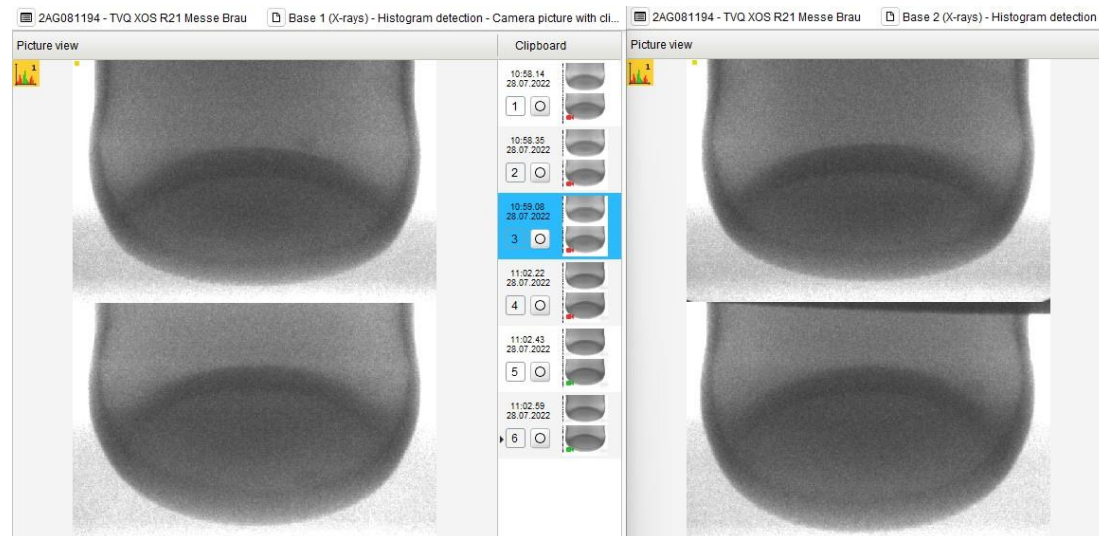 2AG081194 - TVQ XOS R21 Messe Brau
Base 1 (X-rays) - Histogram detection - Camera picture with cli...
Picture view
Clipboard
1
10:58.14
28.07.2022
1
10:58.35
28.07.2022
2
10:59.08
28.07.2022
3
11:02.22
28.07.2022
4
11:02.43
28.07.2022
5
11:02.59
28.07.2022
6
2AG081194 - TVQ XOS R21 Messe Brau
Base 2 (X-rays) - Histogram detection
Picture view
1